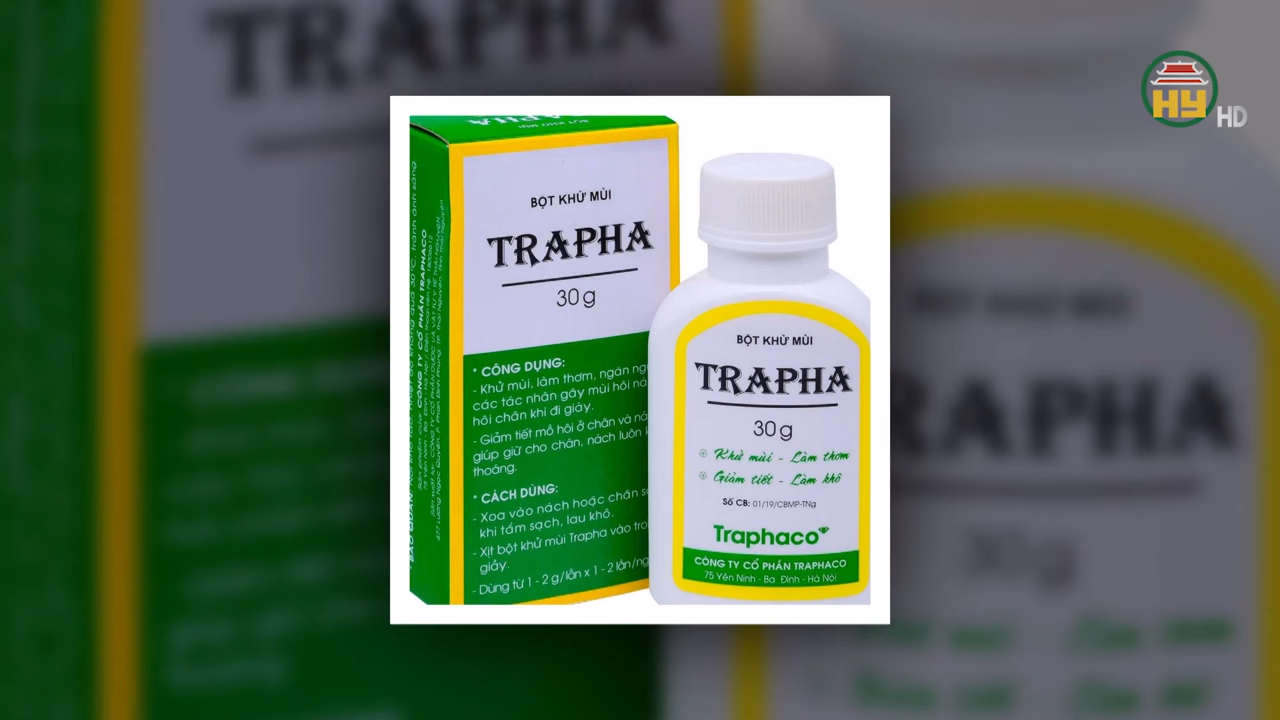 HY HD
BỘT KHỬ MÙI
TRAPHA
30g
* CÔNG DỤNG:
- Khử mùi, làm thơm, ngăn
các tác nhân gây mùi hôi
hôi chân khi đi giày.
- Giảm tiết mồ hôi ở chân và
giúp giữ cho chân, nách luôn
thoáng.
* CÁCH DÙNG:
- Xoa vào nách hoặc chân
khi tắm sạch, lau khô.
- Xịt bột khử mùi Trapha vào
giầy.
- Dùng từ 1 - 2 g/lần x 1 - 2 lần
BỘT KHỬ MÙI
TRAPHA
30g
Khử mùi - Làm thơm
Giảm tiết - Làm khô
Số CB: 01/19/CBMP-TNg
Traphaco
CÔNG TY CỔ PHẦN TRAPHACO
75 Yên Ninh - Ba Đình - Hà Nội